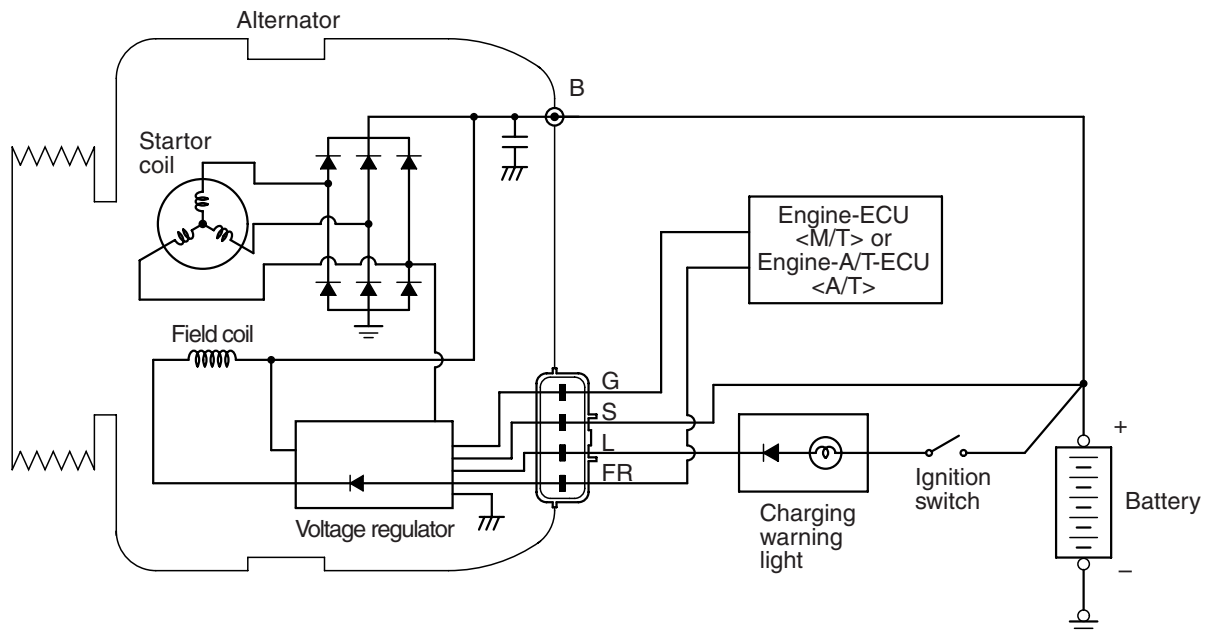 Alternator
B
Startor
coil
Engine-ECU
<M/T> or
Engine-A/T-ECU
<A/T>
Field coil
G
S
L
FR
+
Ignition
switch
Battery
Voltage regulator
Charging
warning
light
–